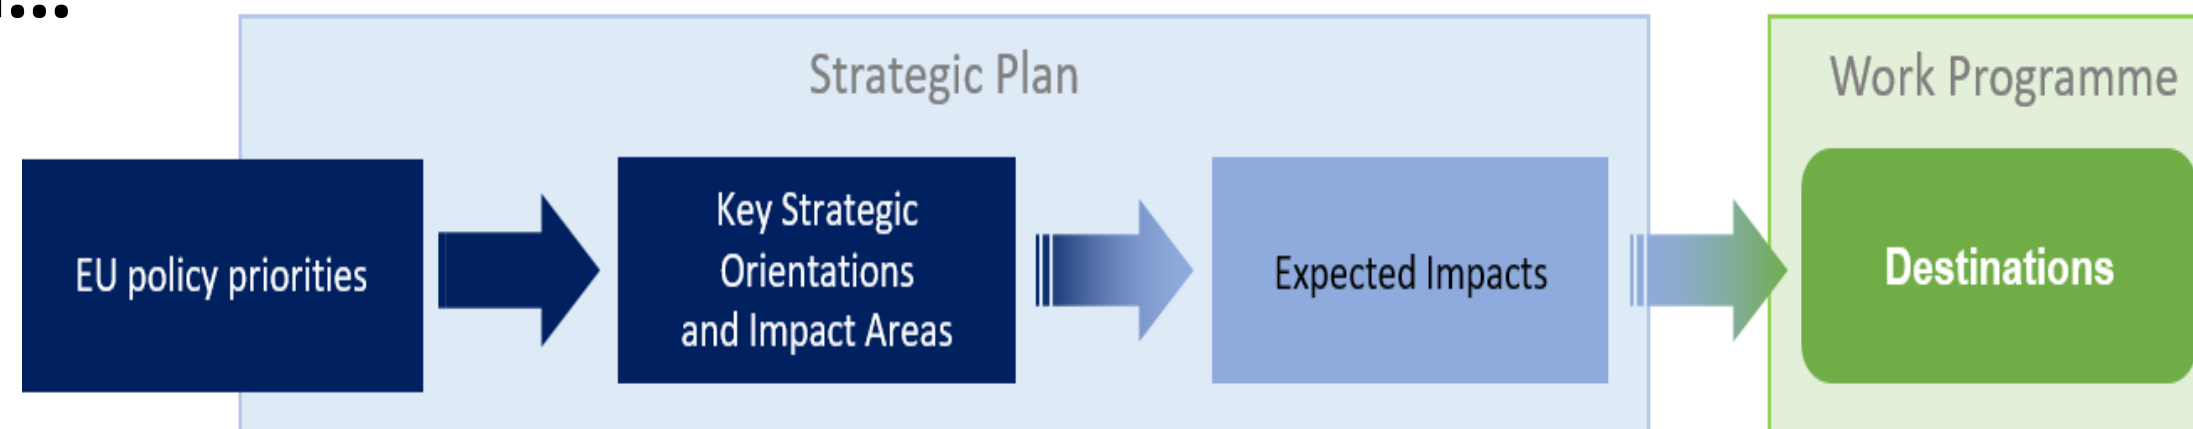 ...
Strategic Plan
Work Programme
EU policy priorities
Key Strategic
Orientations
and Impact Areas
Expected Impacts
Destinations